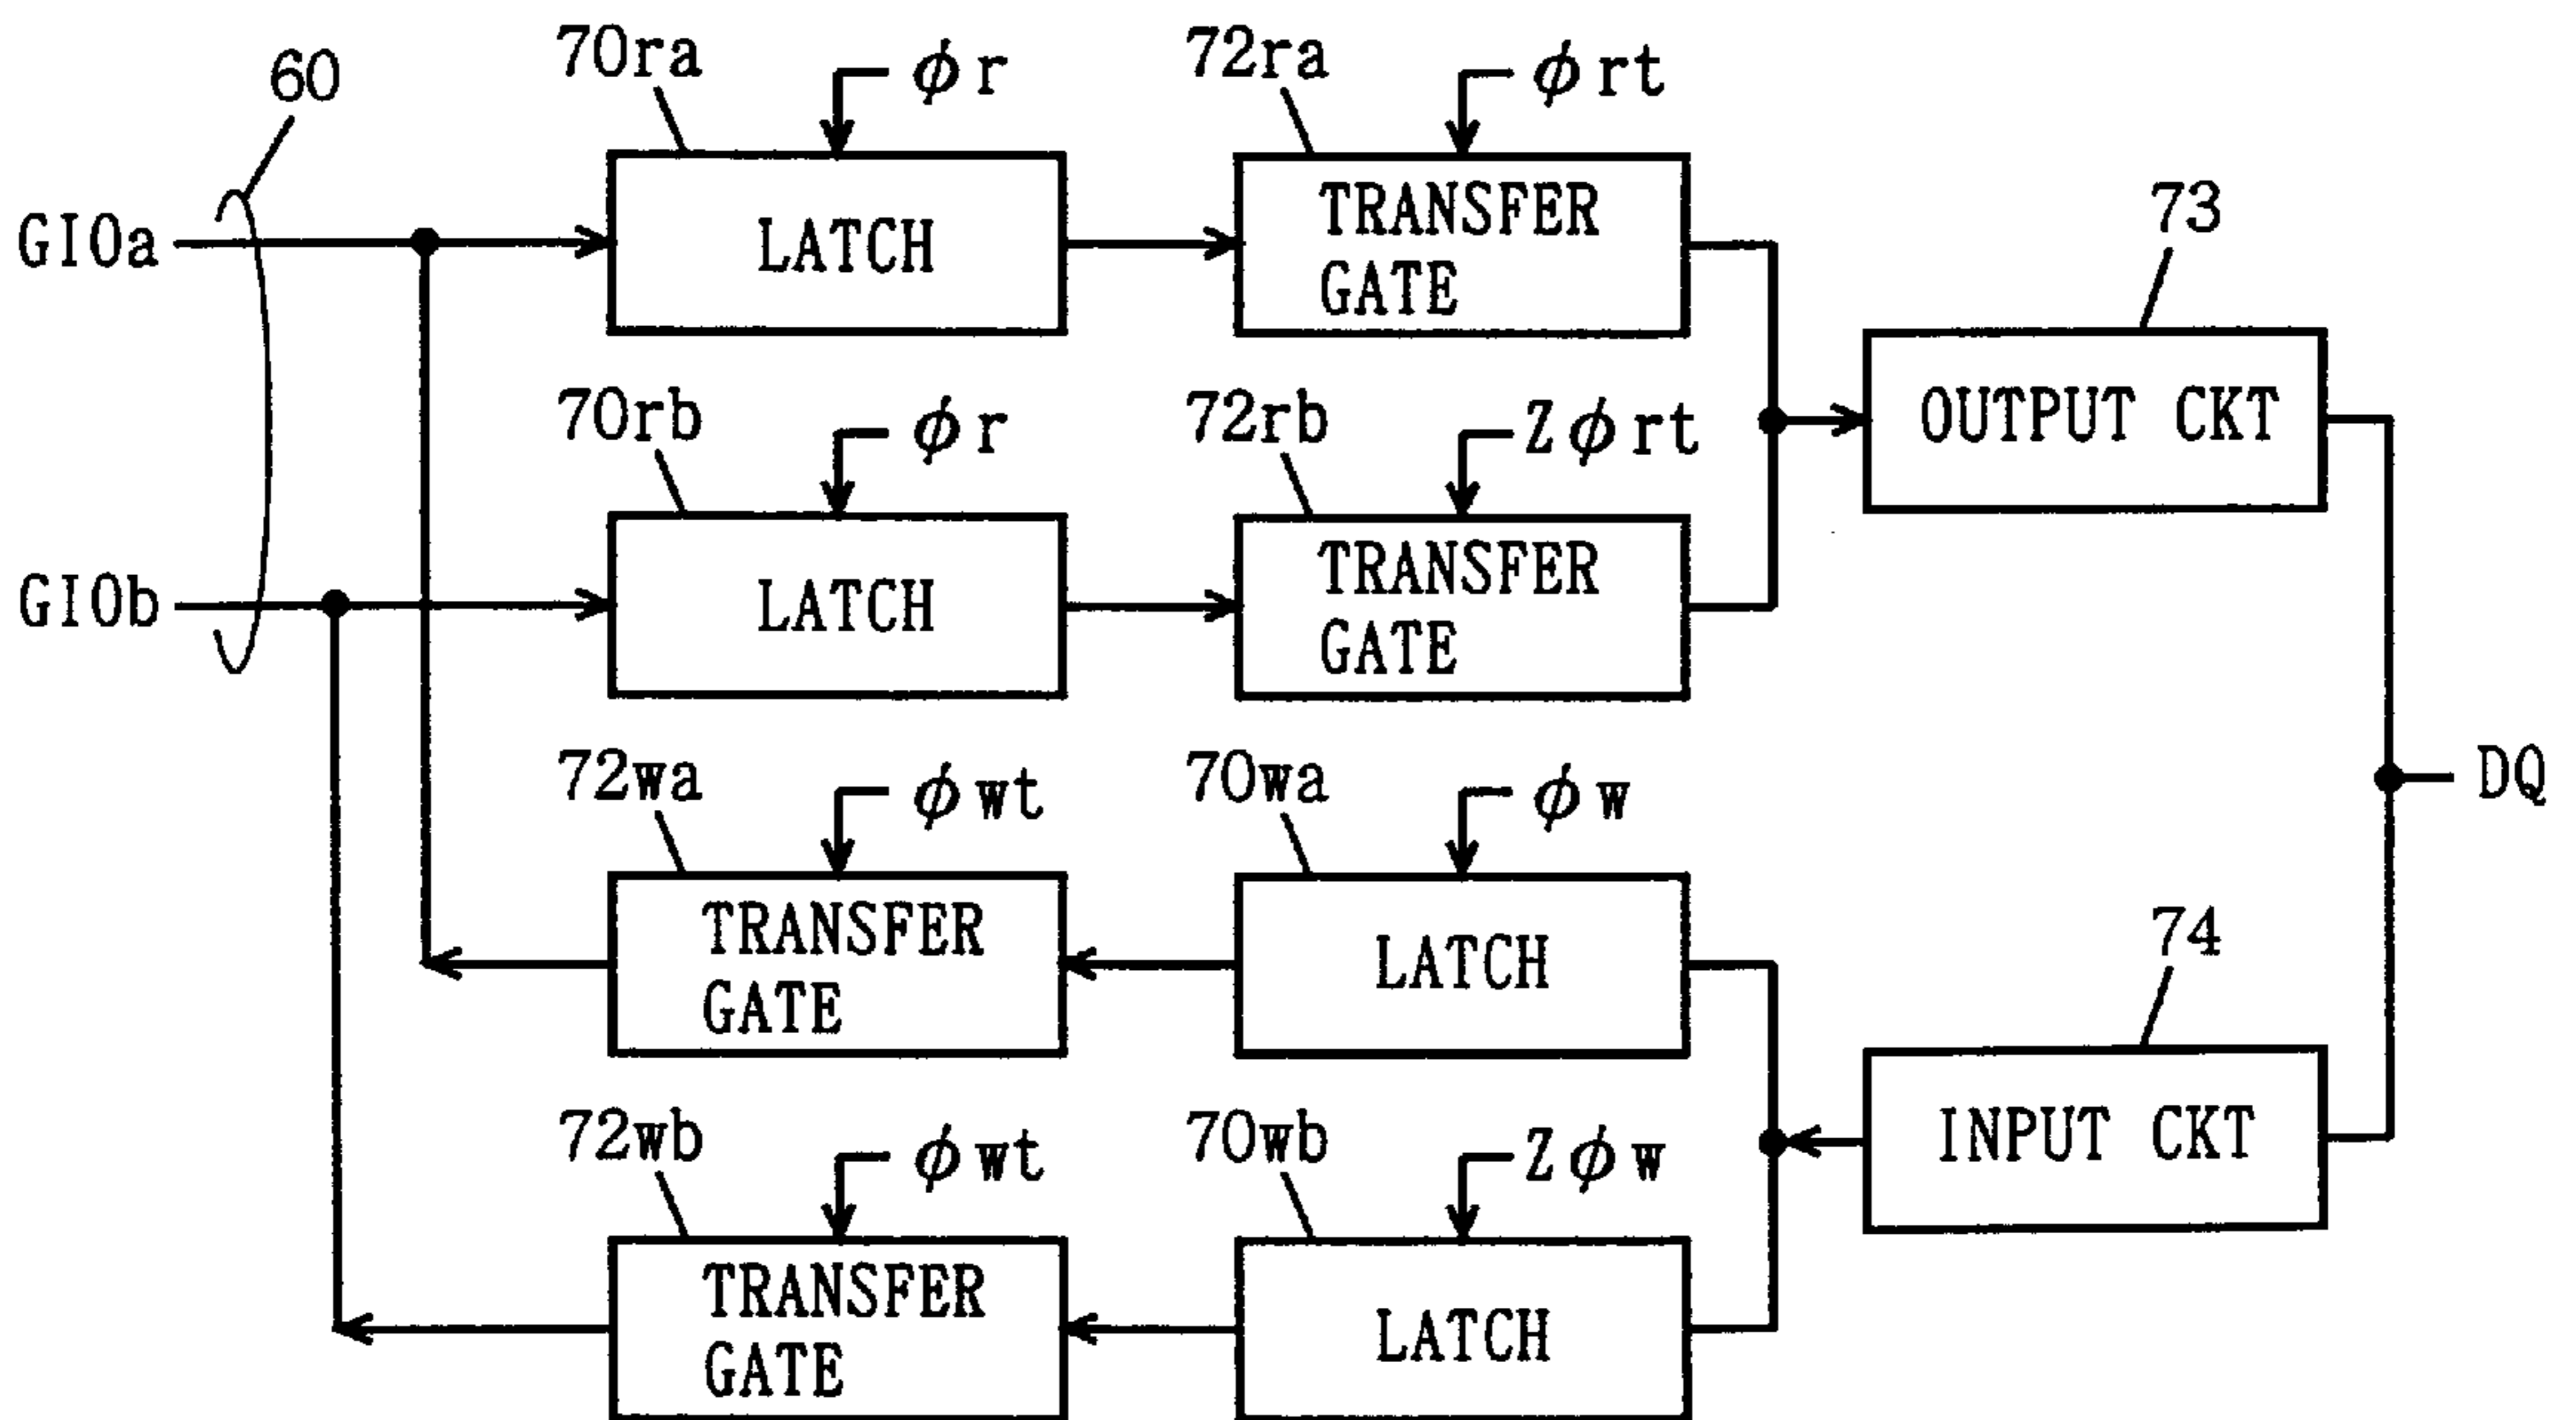 60
70ra
ϕr
72ra
ϕrt
GIOa
LATCH
TRANSFER
GATE
73
70rb
ϕr
72rb
Zϕrt
OUTPUT CKT
GIOb
LATCH
TRANSFER
GATE
72wa
ϕwt
70wa
ϕw
DQ
TRANSFER
GATE
LATCH
74
72wb
ϕwt
70wb
Zϕw
INPUT CKT
TRANSFER
GATE
LATCH